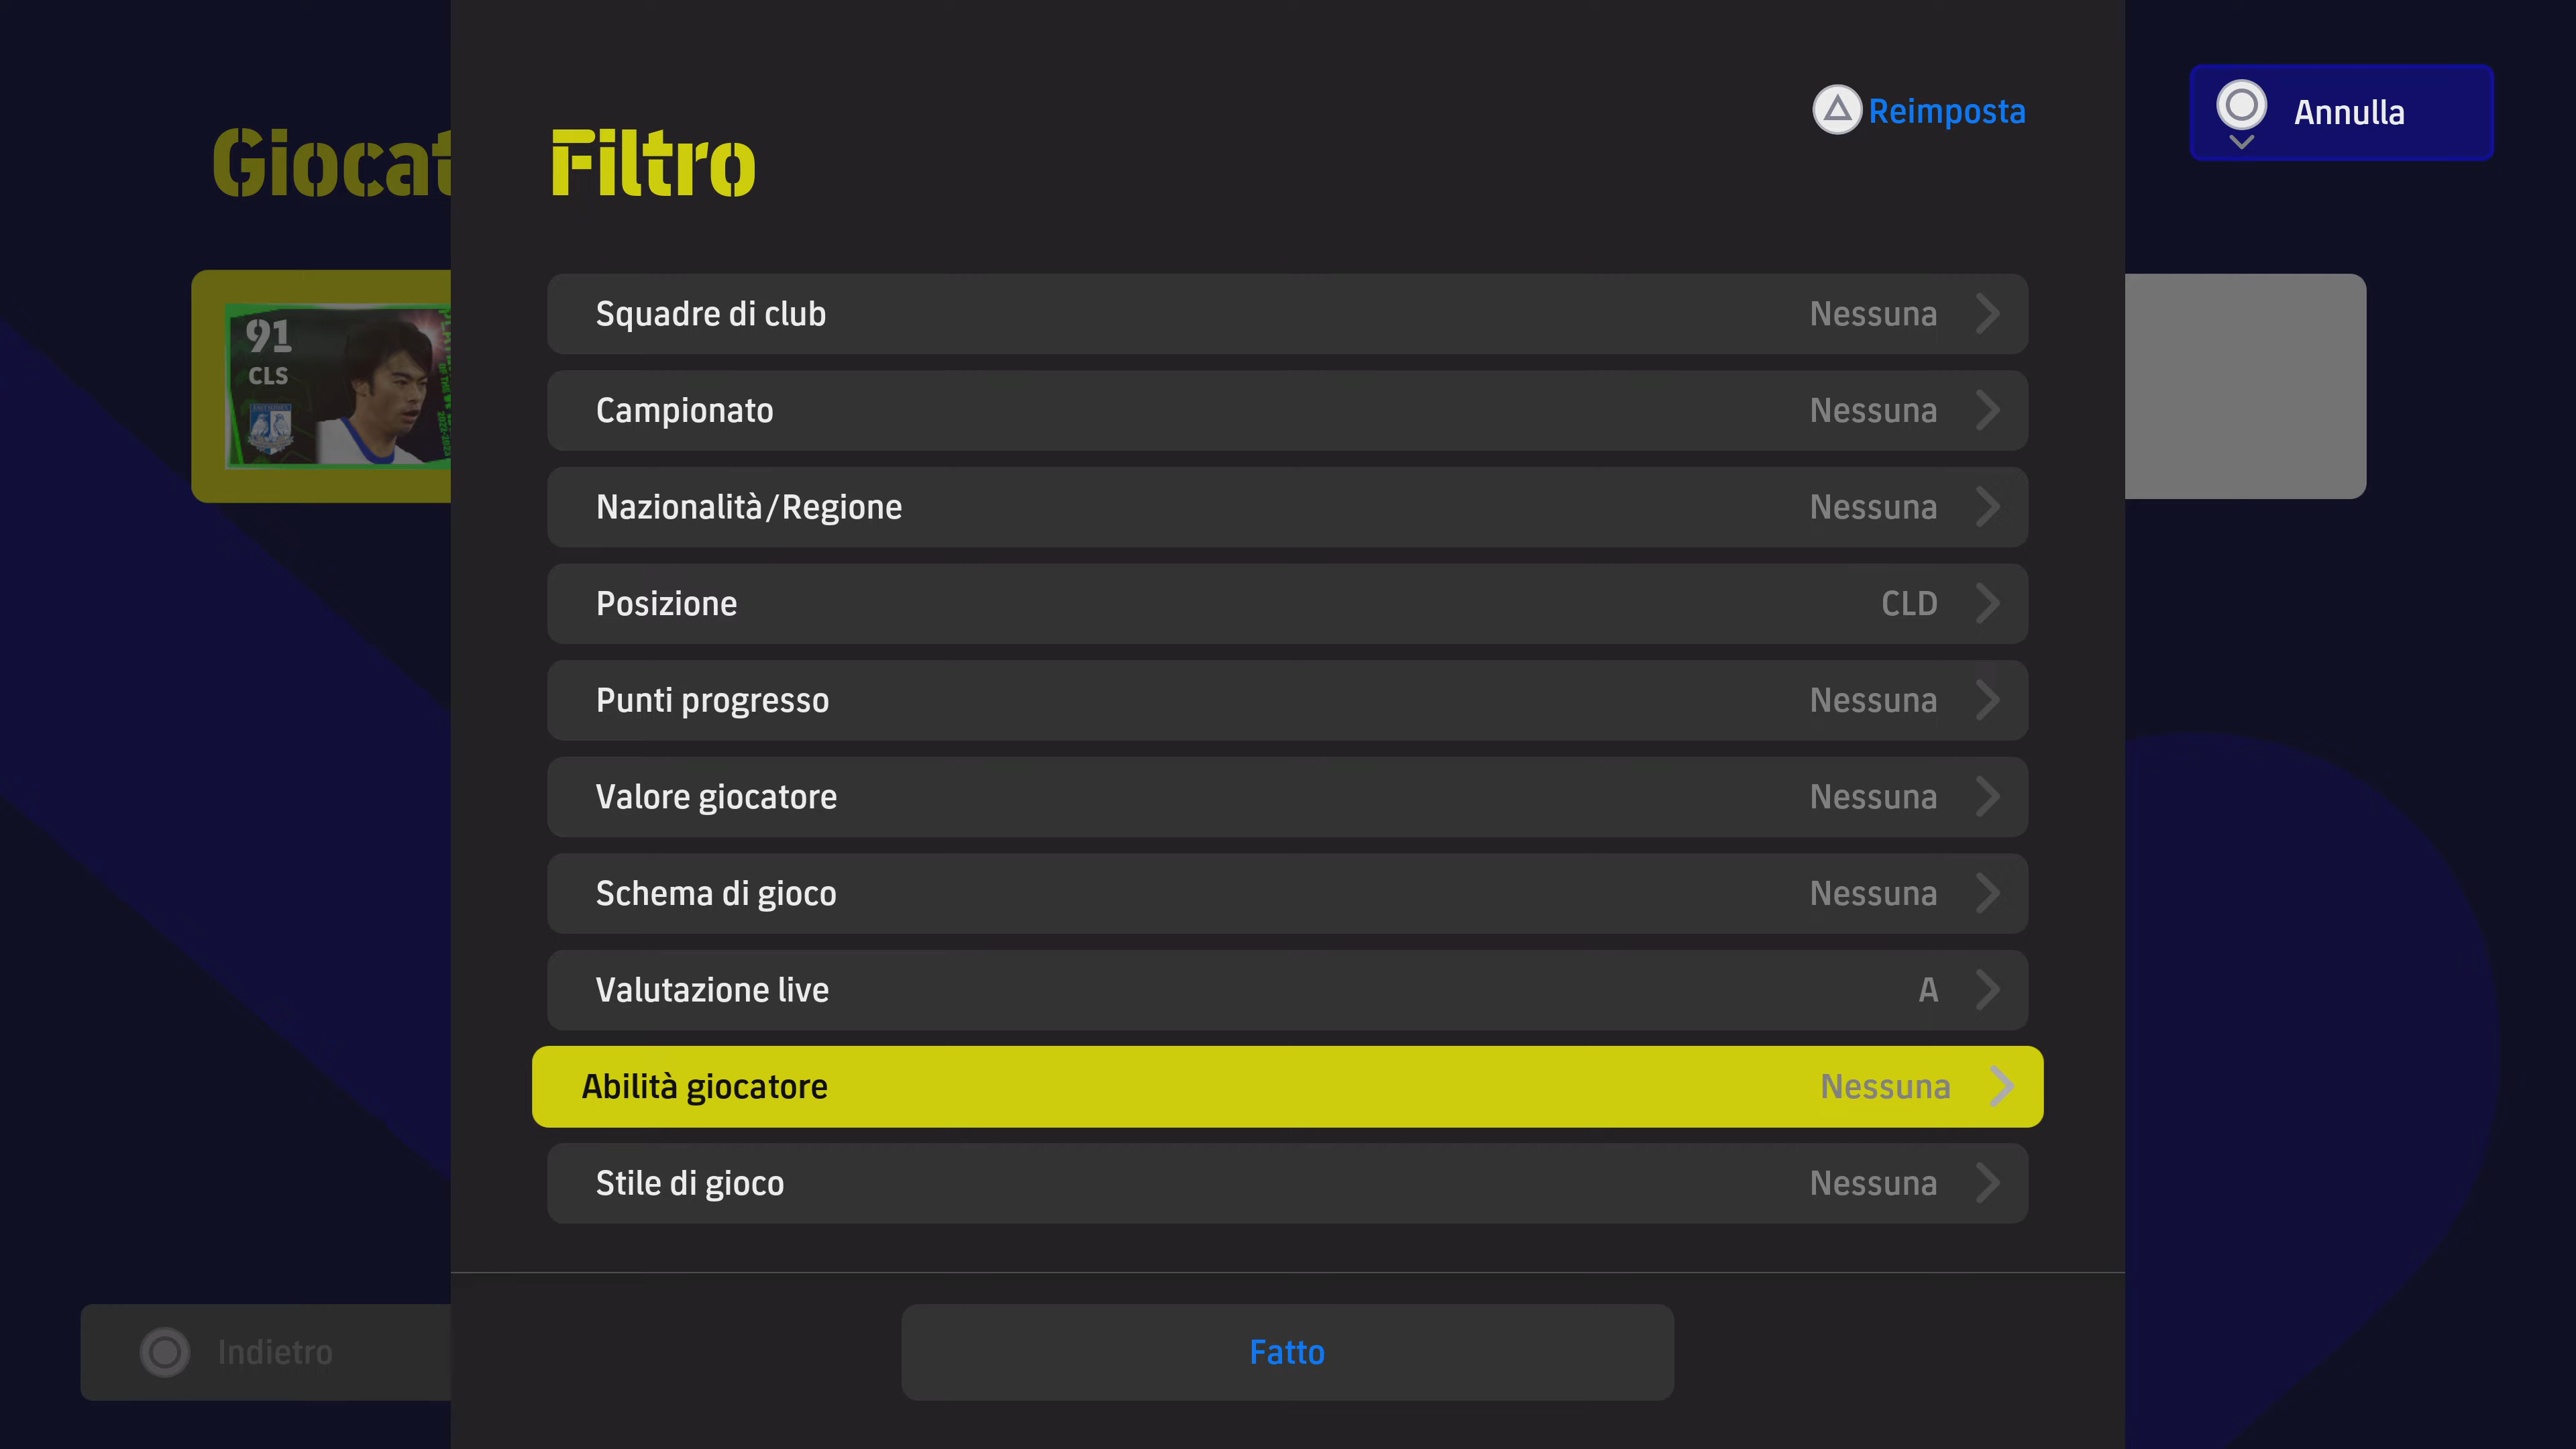 Giocat
Filtro
Reimposta
Annulla
91
CLS
Squadre di club Nessuna
Campionato Nessuna
Nazionalità/Regione Nessuna
Posizione CLD
Punti progresso Nessuna
Valore giocatore Nessuna
Schema di gioco Nessuna
Valutazione live A
Abilità giocatore Nessuna
Stile di gioco Nessuna
Indietro
Fatto